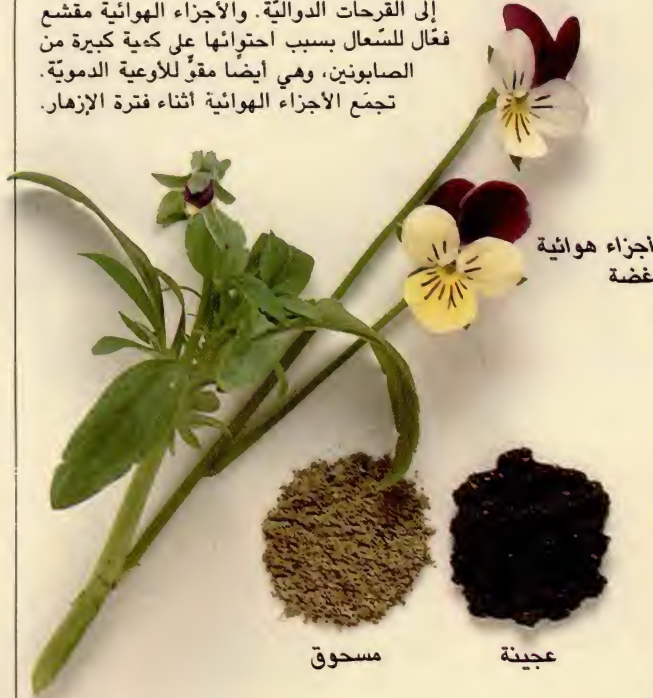 إلى القرحات الدواليّة. والأجزاء الهوائية مقشع
فعّال للسّعال بسبب احتوائها على كمية كبيرة من
الصابونين، وهي أيضًا مقوٍّ للأوعية الدمويّة.
تجمَع الأجزاء الهوائية أثناء فترة الإزهار.
أجزاء هوائية
غضة
مسحوق
عجينة